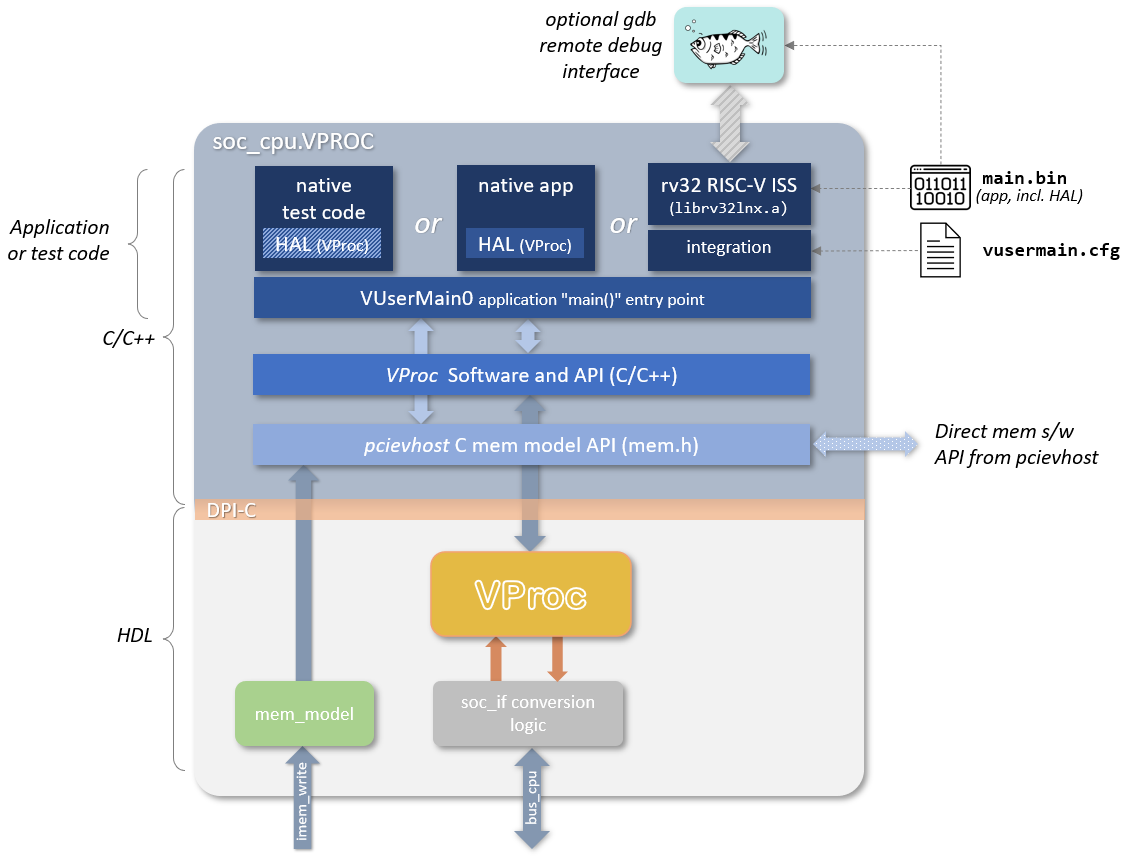 optional gdb
remote debug
interface
soc_cpu.VPROC
native
test code
HAL (VProc)
or
native app
HAL (VProc)
or
rv32 RISC-V ISS
(librv32lnx.a)
integration
011011
10010
main.bin
(app, incl. HAL)
vusermain.cfg
Application
or test code
VUserMain0 application "main()" entry point
C/C++
VProc Software and API (C/C++)
pcievhost C mem model API (mem.h)
Direct mem s/w
API from pcievhost
DPI-C
VProc
HDL
mem_model
soc_if conversion
logic
imem_write
bus_cpu